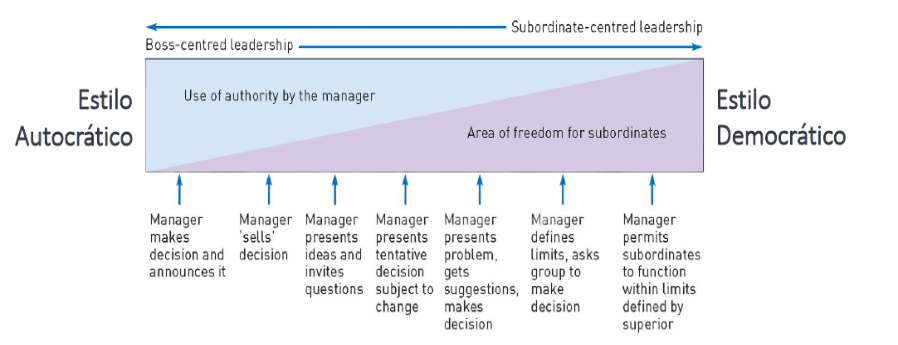 Subordinate-centred leadership
Boss-centred leadership
Estilo
Autocrático
Use of authority by the manager
Area of freedom for subordinates
Estilo
Democrático
Manager
makes
decision and
announces it
Manager
‘sells’
decision
Manager
presents
ideas and
invites
questions
Manager
presents
tentative
decision
subject to
change
Manager
presents
problem,
gets
suggestions,
makes
decision
Manager
defines
limits, asks
group to
make
decision
Manager
permits
subordinates
to function
within limits
defined by
superior